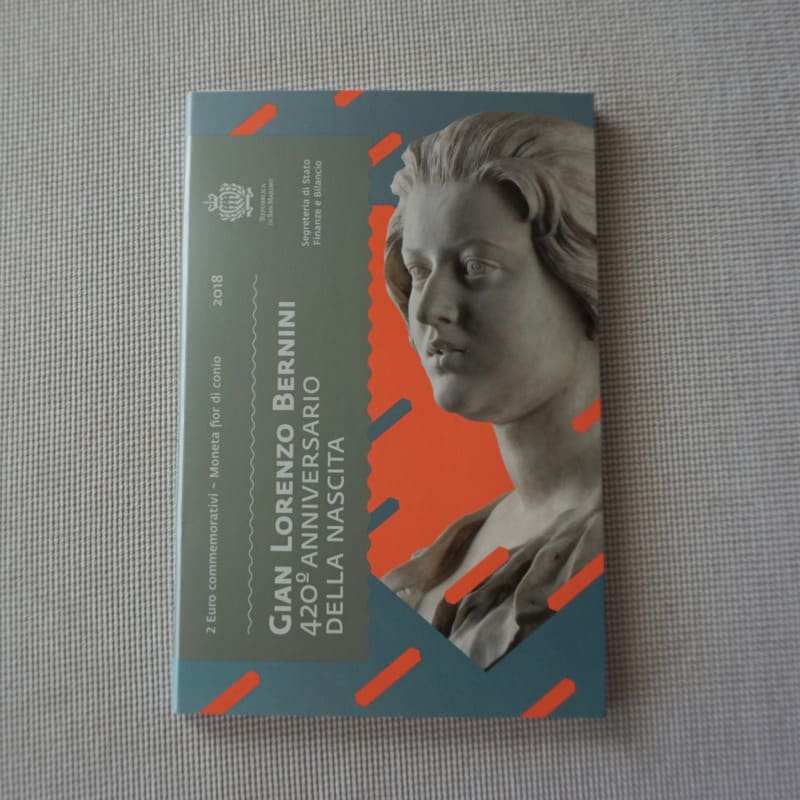 REPUBBLICA
DI SAN MARINO
Segreteria di Stato
Finanze e Bilancio
2 Euro commemorativi – Moneta fior di conio 2018
GIAN LORENZO BERNINI
420º ANNIVERSARIO
DELLA NASCITA